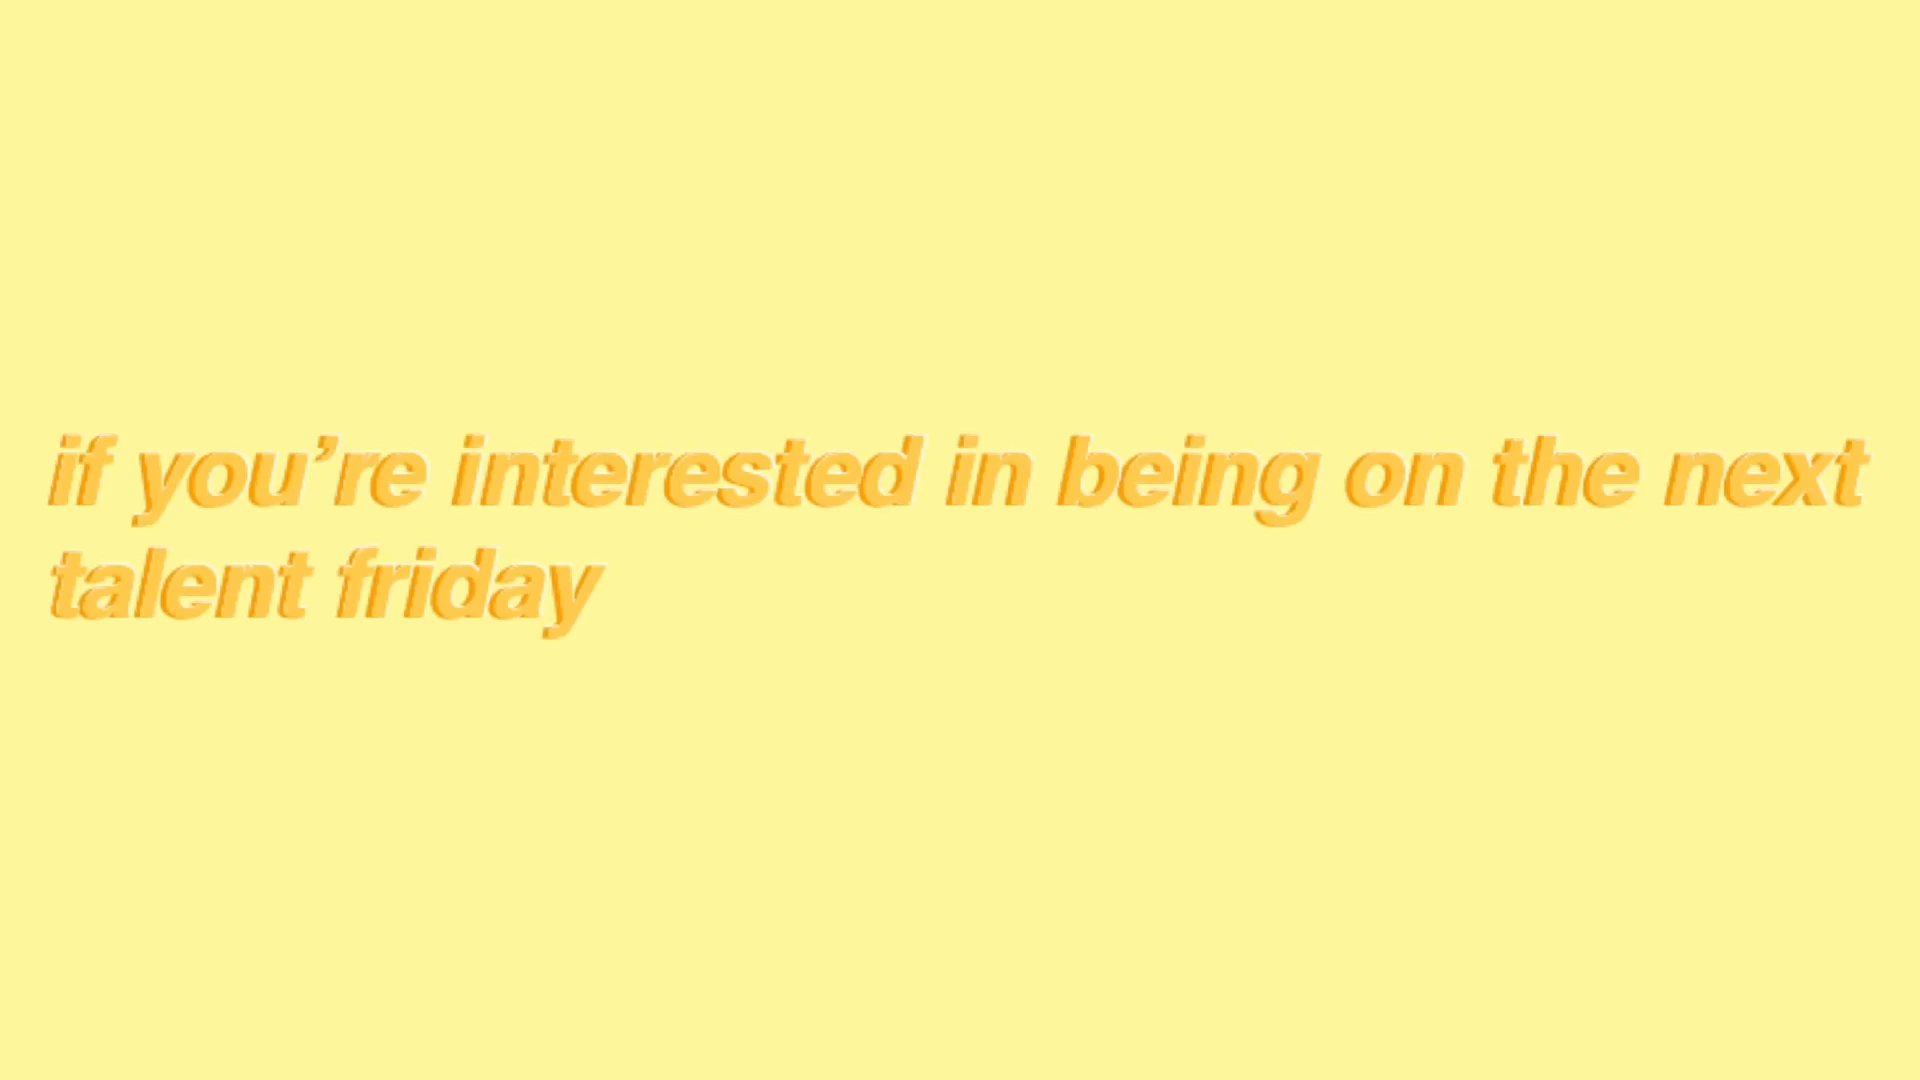 if you’re interested in being on the next
talent friday